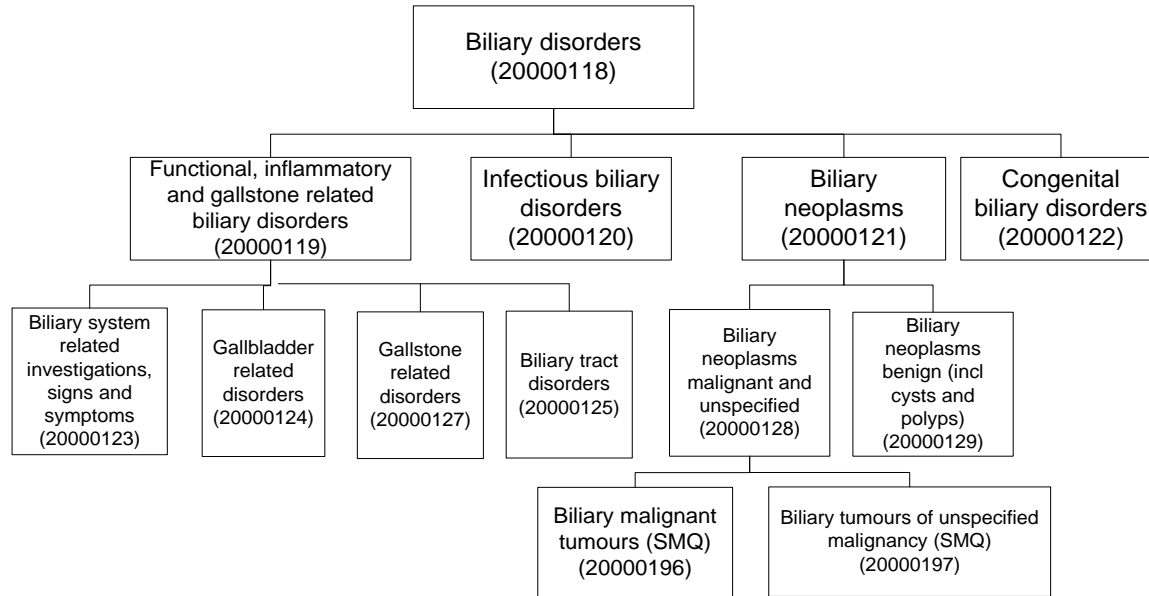 Biliary disorders
(20000118)
Functional, inflammatory
and gallstone related
biliary disorders
(20000119)
Infectious biliary
disorders
(20000120)
Biliary
neoplasms
(20000121)
Congenital
biliary disorders
(20000122)
Biliary system
related
investigations,
signs and
symptoms
(20000123)
Gallbladder
related
disorders
(20000124)
Gallstone
related
disorders
(20000127)
Biliary tract
disorders
(20000125)
Biliary
neoplasms
malignant and
unspecified
(20000128)
Biliary
neoplasms
benign (incl
cysts and
polyps)
(20000129)
Biliary malignant
tumours (SMQ)
(20000196)
Biliary tumours of unspecified
malignancy (SMQ)
(20000197)